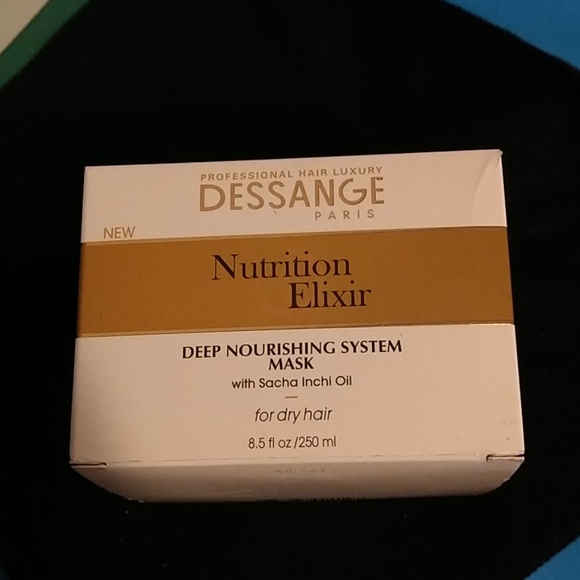 PROFESSIONAL HAIR LUXURY
DESSANGE
PARIS
NEW
Nutrition
Elixir
DEEP NOURISHING SYSTEM
MASK
with Sacha Inchi Oil
for dry hair
8.5 fl oz/250 ml